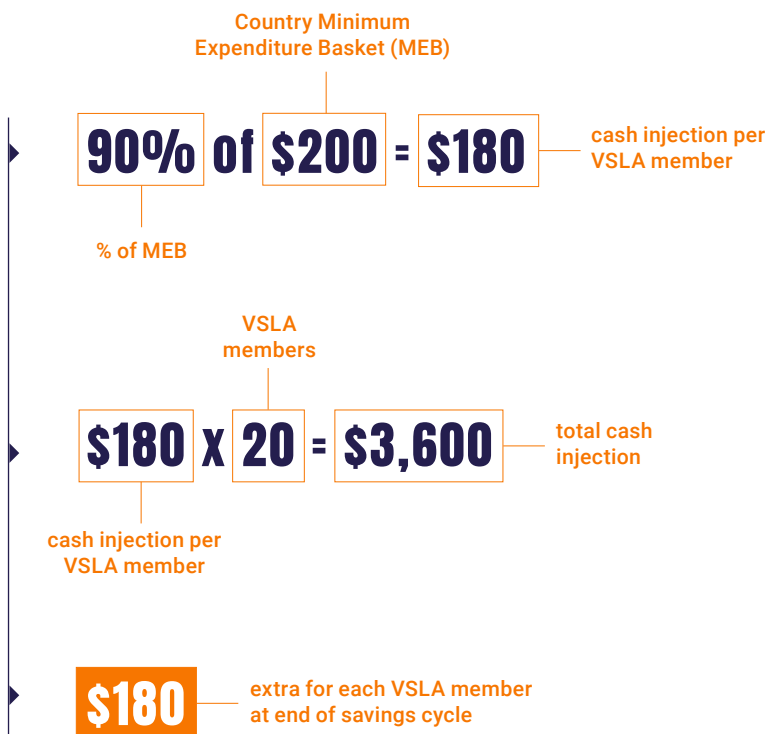 Country Minimum
Expenditure Basket (MEB)
90% of $200 = $180
cash injection per
VSLA member
% of MEB
VSLA
members
$180 X 20 = $3,600
total cash
injection
cash injection per
VSLA member
$180
extra for each VSLA member
at end of savings cycle